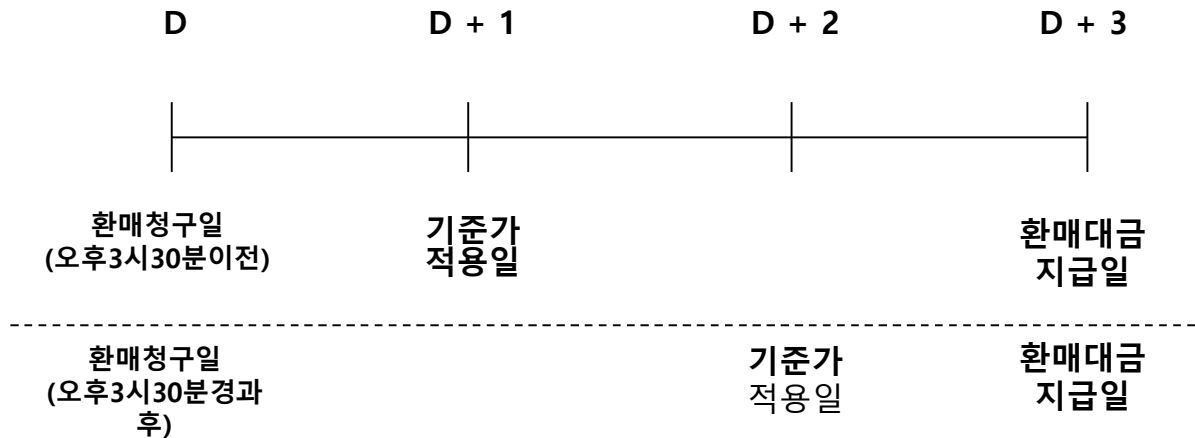 D D + 1 D + 2 D + 3
환매청구일
(오후3시30분이전)
기준가
적용일
환매대금
지급일
환매청구일
(오후3시30분경과
후)
기준가
적용일
환매대금
지급일